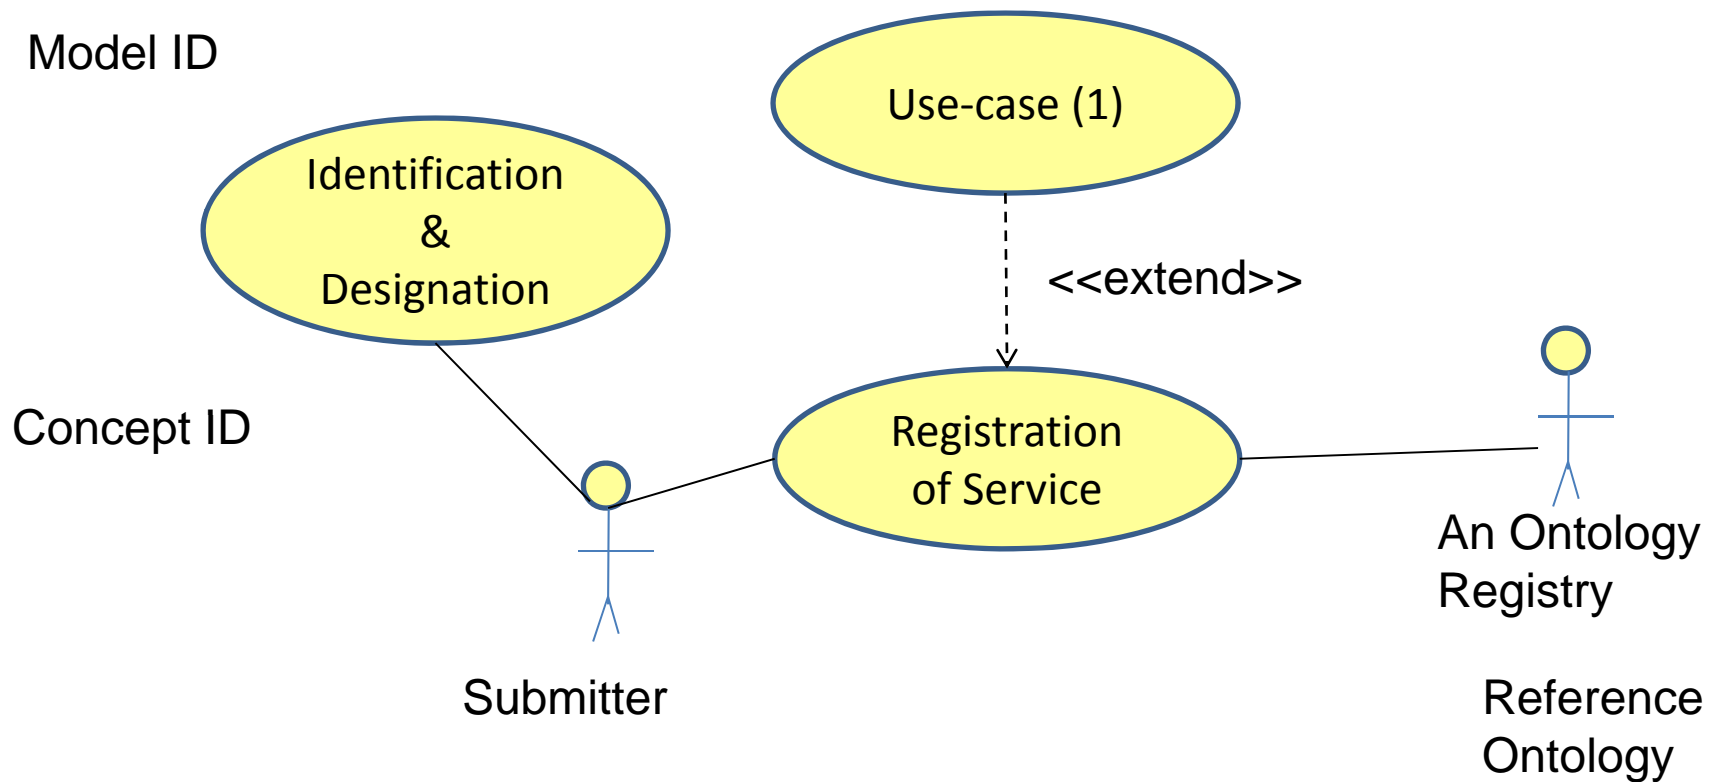 Model ID
Use-case (1)
Identification
&
Designation
<<extend>>
Concept ID
Registration
of Service
An Ontology
Registry
Submitter
Reference
Ontology